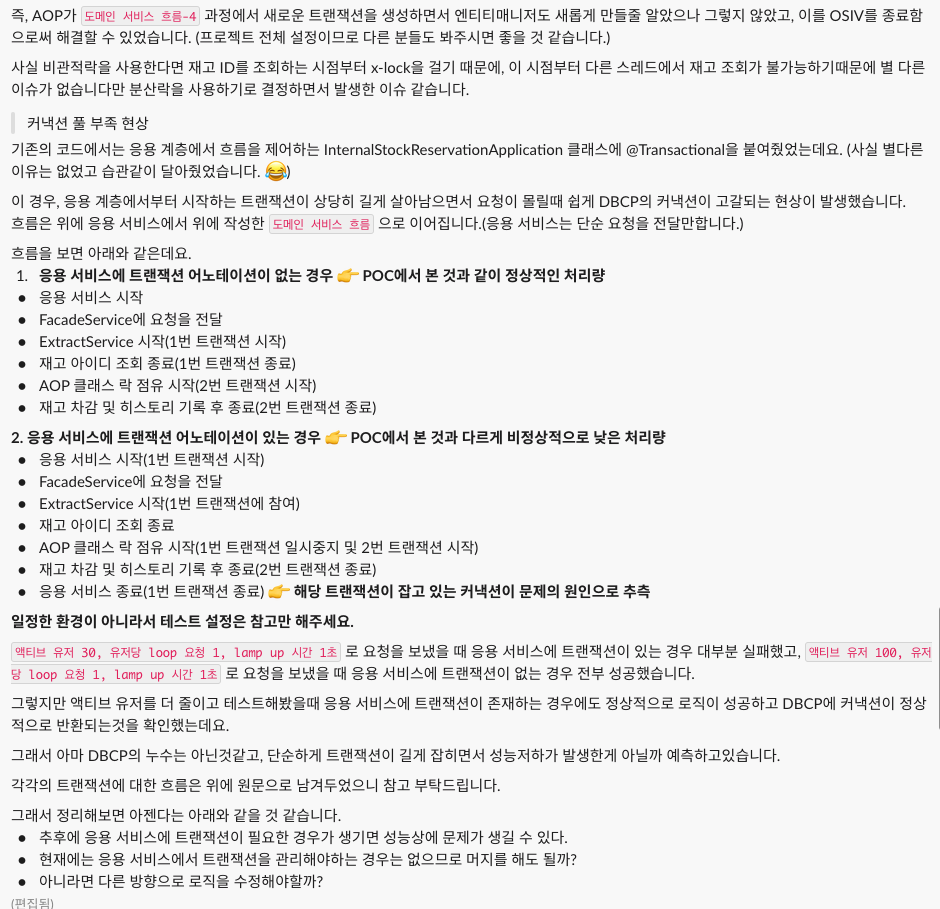 즉, AOP가 도메인 서비스 흐름-4 과정에서 새로운 트랜잭션을 생성하면서 엔티티매니저도 새롭게 만들줄 알았으나 그렇지 않았고, 이를 OSIV를 종료함
으로써 해결할 수 있었습니다. (프로젝트 전체 설정이므로 다른 분들도 봐주시면 좋을 것 같습니다.)
사실 비관적락을 사용한다면 재고 ID를 조회하는 시점부터 x-lock을 걸기 때문에, 이 시점부터 다른 스레드에서 재고 조회가 불가능하기때문에 별 다른
이슈가 없습니다만 분산락을 사용하기로 결정하면서 발생한 이슈 같습니다.
커낵션 풀 부족 현상
기존의 코드에서는 응용 계층에서 흐름을 제어하는 InternalStockReservationApplication 클래스에 @Transactional을 붙여줬었는데요. (사실 별다른
이유는 없었고 습관같이 달아줬었습니다. 😂)
이 경우, 응용 계층에서부터 시작하는 트랜잭션이 상당히 길게 살아남으면서 요청이 몰릴때 쉽게 DBCP의 커낵션이 고갈되는 현상이 발생했습니다.
흐름은 위에 응용 서비스에서 위에 작성한 도메인 서비스 흐름 으로 이어집니다.(응용 서비스는 단순 요청을 전달만합니다.)
흐름을 보면 아래와 같은데요.
1. 응용 서비스에 트랜잭션 어노테이션이 없는 경우 👉 POC에서 본 것과 같이 정상적인 처리량
● 응용 서비스 시작
● FacadeService에 요청을 전달
● ExtractService 시작(1번 트랜잭션 시작)
● 재고 아이디 조회 종료(1번 트랜잭션 종료)
● AOP 클래스 락 점유 시작(2번 트랜잭션 시작)
● 재고 차감 및 히스토리 기록 후 종료(2번 트랜잭션 종료)
2. 응용 서비스에 트랜잭션 어노테이션이 있는 경우 👉 POC에서 본 것과 다르게 비정상적으로 낮은 처리량
● 응용 서비스 시작(1번 트랜잭션 시작)
● FacadeService에 요청을 전달
● ExtractService 시작(1번 트랜잭션에 참여)
● 재고 아이디 조회 종료
● AOP 클래스 락 점유 시작(1번 트랜잭션 일시중지 및 2번 트랜잭션 시작)
● 재고 차감 및 히스토리 기록 후 종료(2번 트랜잭션 종료)
● 응용 서비스 종료(1번 트랜잭션 종료) 👉 해당 트랜잭션이 잡고 있는 커낵션이 문제의 원인으로 추측
일정한 환경이 아니라서 테스트 설정은 참고만 해주세요.
액티브 유저 30, 유저당 loop 요청 1, lamp up 시간 1초 로 요청을 보냈을 때 응용 서비스에 트랜잭션이 있는 경우 대부분 실패했고, 액티브 유저 100, 유저
당 loop 요청 1, lamp up 시간 1초 로 요청을 보냈을 때 응용 서비스에 트랜잭션이 없는 경우 전부 성공했습니다.
그렇지만 액티브 유저를 더 줄이고 테스트해봤을때 응용 서비스에 트랜잭션이 존재하는 경우에도 정상적으로 로직이 성공하고 DBCP에 커낵션이 정상
적으로 반환되는것을 확인했는데요.
그래서 아마 DBCP의 누수는 아닌것같고, 단순하게 트랜잭션이 길게 잡히면서 성능저하가 발생한게 아닐까 예측하고있습니다.
각각의 트랜잭션에 대한 흐름은 위에 원문으로 남겨두었으니 참고 부탁드립니다.
그래서 정리해보면 아젠다는 아래와 같을 것 같습니다.
● 추후에 응용 서비스에 트랜잭션이 필요한 경우가 생기면 성능상에 문제가 생길 수 있다.
● 현재에는 응용 서비스에서 트랜잭션을 관리해야하는 경우는 없으므로 머지를 해도 될까?
● 아니라면 다른 방향으로 로직을 수정해야할까?
(편집됨)